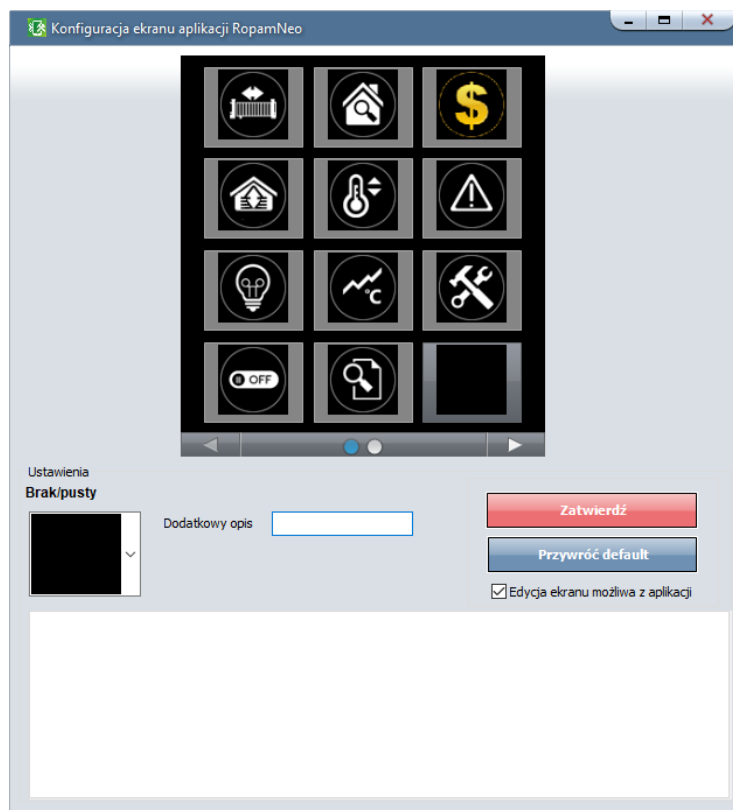 Konfiguracja ekranu aplikacji RopamNeo
$
°C
OFF
Ustawienia
Brak/pusty
Dodatkowy opis
Zatwierdź
Przywróć default
Edycja ekranu możliwa z aplikacji